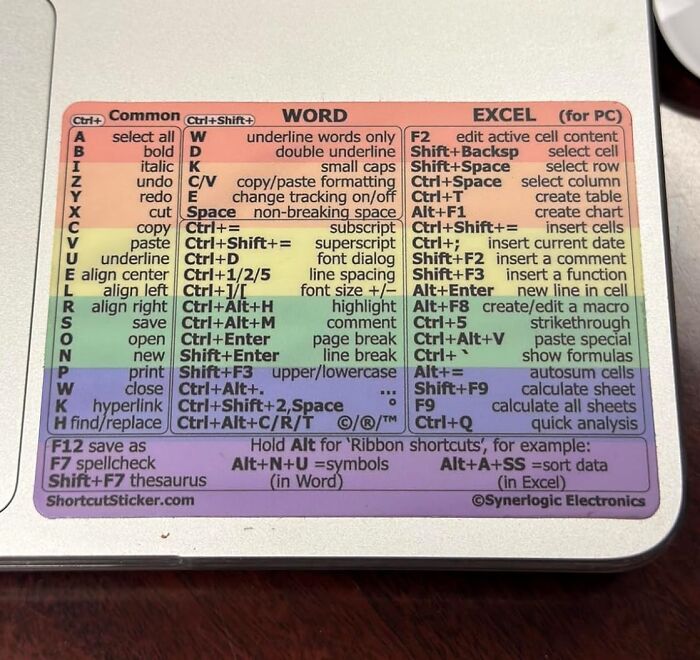 Ctrl+ Common
A select all
B bold
I italic
Z undo
Y redo
X cut
C copy
V paste
U underline
E align center
L align left
R align right
S save
O open
N new
P print
W close
K hyperlink
H find/replace
Ctrl+Shift+ WORD
W underline words only
D double underline
K small caps
C/V copy/paste formatting
E change tracking on/off
Space non-breaking space
Ctrl+= subscript
Ctrl+Shift+= superscript
Ctrl+D font dialog
Ctrl+1/2/5 line spacing
Ctrl+]/[ font size +/−
Ctrl+Alt+H highlight
Ctrl+Alt+M comment
Ctrl+Enter page break
Shift+Enter line break
Shift+F3 upper/lowercase
Ctrl+Alt+. ...
Ctrl+Shift+2,Space °
Ctrl+Alt+C/R/T ©/®/™
EXCEL (for PC)
F2 edit active cell content
Shift+Backsp select cell
Shift+Space select row
Ctrl+Space select column
Ctrl+T create table
Alt+F1 create chart
Ctrl+Shift+= insert cells
Ctrl+; insert current date
Shift+F2 insert a comment
Shift+F3 insert a function
Alt+Enter new line in cell
Alt+F8 create/edit a macro
Ctrl+5 strikethrough
Ctrl+Alt+V paste special
Ctrl+` show formulas
Alt+= autosum cells
Shift+F9 calculate sheet
F9 calculate all sheets
Ctrl+Q quick analysis
F12 save as
F7 spellcheck
Shift+F7 thesaurus
Hold Alt for ‘Ribbon shortcuts’, for example:
Alt+N+U =symbols
(in Word)
Alt+A+SS =sort data
(in Excel)
ShortcutSticker.com
©Synerlogic Electronics